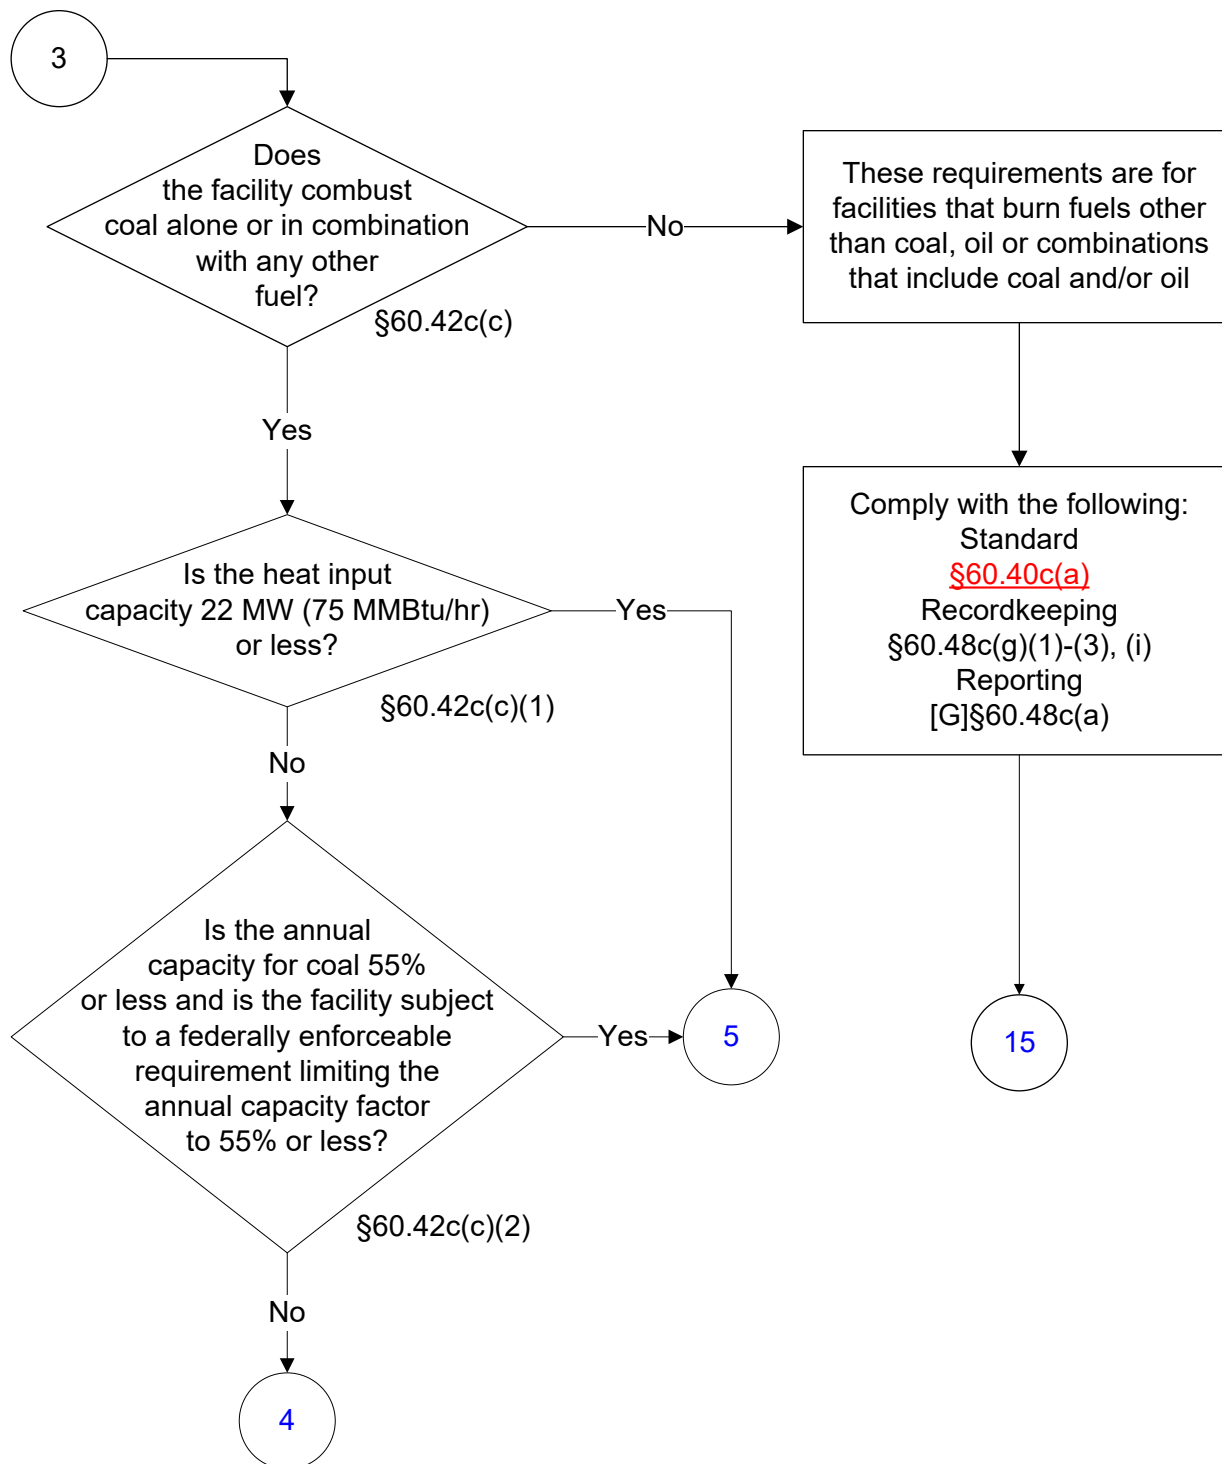 3
Does
the facility combust
coal alone or in combination
with any other
fuel?
§60.42c(c)
No
These requirements are for
facilities that burn fuels other
than coal, oil or combinations
that include coal and/or oil
Yes
Comply with the following:
Standard
§60.40c(a)
Recordkeeping
§60.48c(g)(1)-(3), (i)
Reporting
[G]§60.48c(a)
Is the heat input
capacity 22 MW (75 MMBtu/hr)
or less?
§60.42c(c)(1)
Yes
No
Is the annual
capacity for coal 55%
or less and is the facility subject
to a federally enforceable
requirement limiting the
annual capacity factor
to 55% or less?
§60.42c(c)(2)
Yes
5
15
No
4